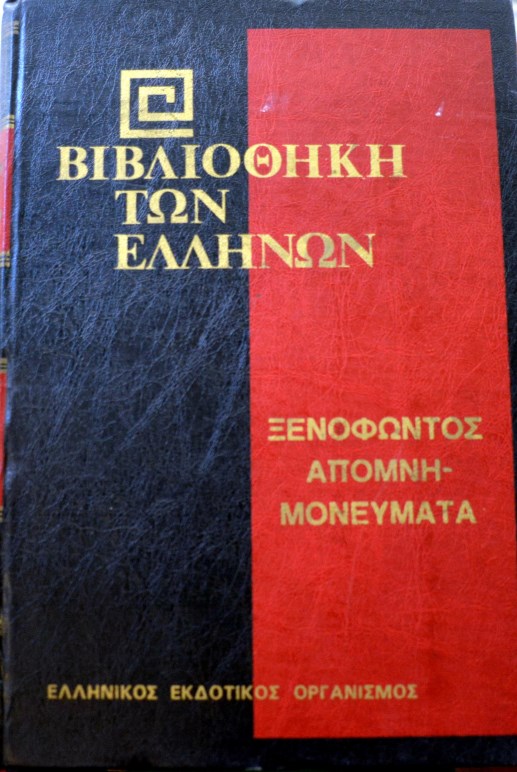 ΒΙΒΛΙΟΘΗΚΗ
ΤΩΝ
ΕΛΛΗΝΩΝ
ΞΕΝΟΦΩΝΤΟΣ
ΑΠΟΜΝΗ-
ΜΟΝΕΥΜΑΤΑ
ΕΛΛΗΝΙΚΟΣ ΕΚΔΟΤΙΚΟΣ ΟΡΓΑΝΙΣΜΟΣ